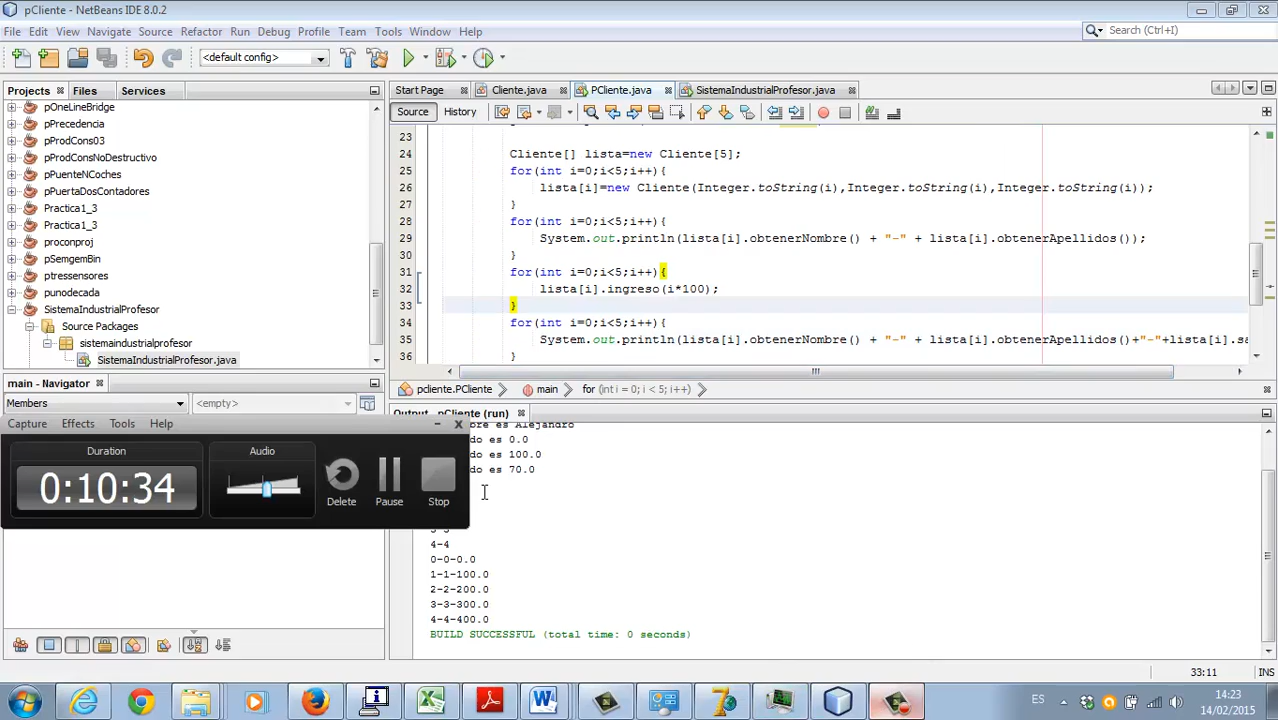 pCliente - NetBeans IDE 8.0.2
File Edit View Navigate Source Refactor Run Debug Profile Team Tools Window Help
Search (Ctrl+I)
<default config>
Projects Files Services
Start Page Cliente.java PCliente.java SistemaIndustrialProfesor.java
Source History
pOneLineBridge
pPrecedencia
pProdCons03
pProdConsNoDestructivo
pPuenteNCoches
pPuertaDosContadores
Practica1_3
Practica1_3
proconproj
pSemgemBin
ptressensores
punodecada
SistemaIndustrialProfesor
Source Packages
sistemaindustrialprofesor
SistemaIndustrialProfesor.java
23
24 Cliente[] lista=new Cliente[5];
25 for(int i=0;i<5;i++){
26 lista[i]=new Cliente(Integer.toString(i),Integer.toString(i),Integer.toString(i));
27 }
28 for(int i=0;i<5;i++){
29 System.out.println(lista[i].obtenerNombre() + "-" + lista[i].obtenerApellidos());
30 }
31 for(int i=0;i<5;i++){
32 lista[i].ingreso(i*100);
33 }
34 for(int i=0;i<5;i++){
35 System.out.println(lista[i].obtenerNombre() + "-" + lista[i].obtenerApellidos()+"-"+lista[i].sa
36 }
pcliente.PCliente main for (int i = 0; i < 5; i++)
main - Navigator
Members <empty>
Output - pCliente (run)
bre es Alejandro
do es 0.0
do es 100.0
do es 70.0
3-3
4-4
0-0-0.0
1-1-100.0
2-2-200.0
3-3-300.0
4-4-400.0
BUILD SUCCESSFUL (total time: 0 seconds)
Capture Effects Tools Help
Duration
0:10:34
Audio
Delete Pause Stop
33:11 INS
ES
14:23
14/02/2015